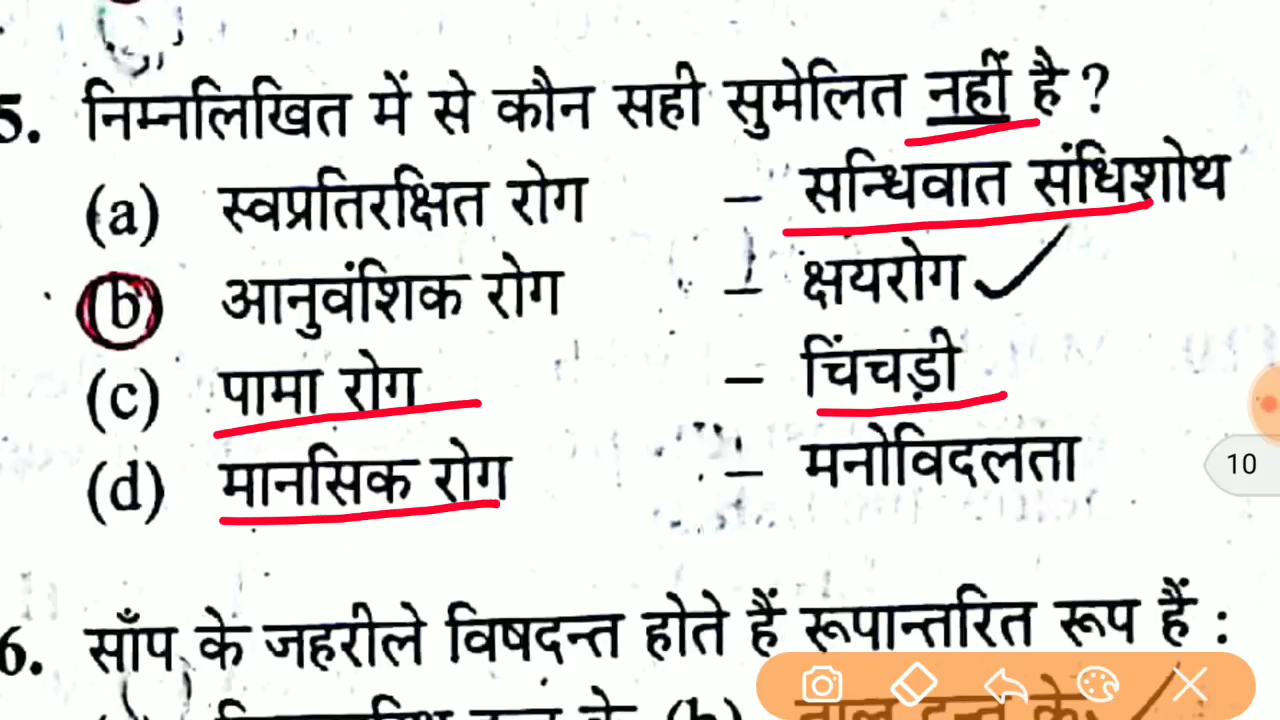 5. निम्नलिखित में से कौन सही सुमेलित नहीं है ?
(a) स्वप्रतिरक्षित रोग – सन्धिवात संधिशोथ
(b) आनुवंशिक रोग – क्षयरोग
(c) पामा रोग – चिंचड़ी
(d) मानसिक रोग – मनोविदलता
10
6. साँप के जहरीले विषदन्त होते हैं रूपान्तरित रूप हैं :
(b)